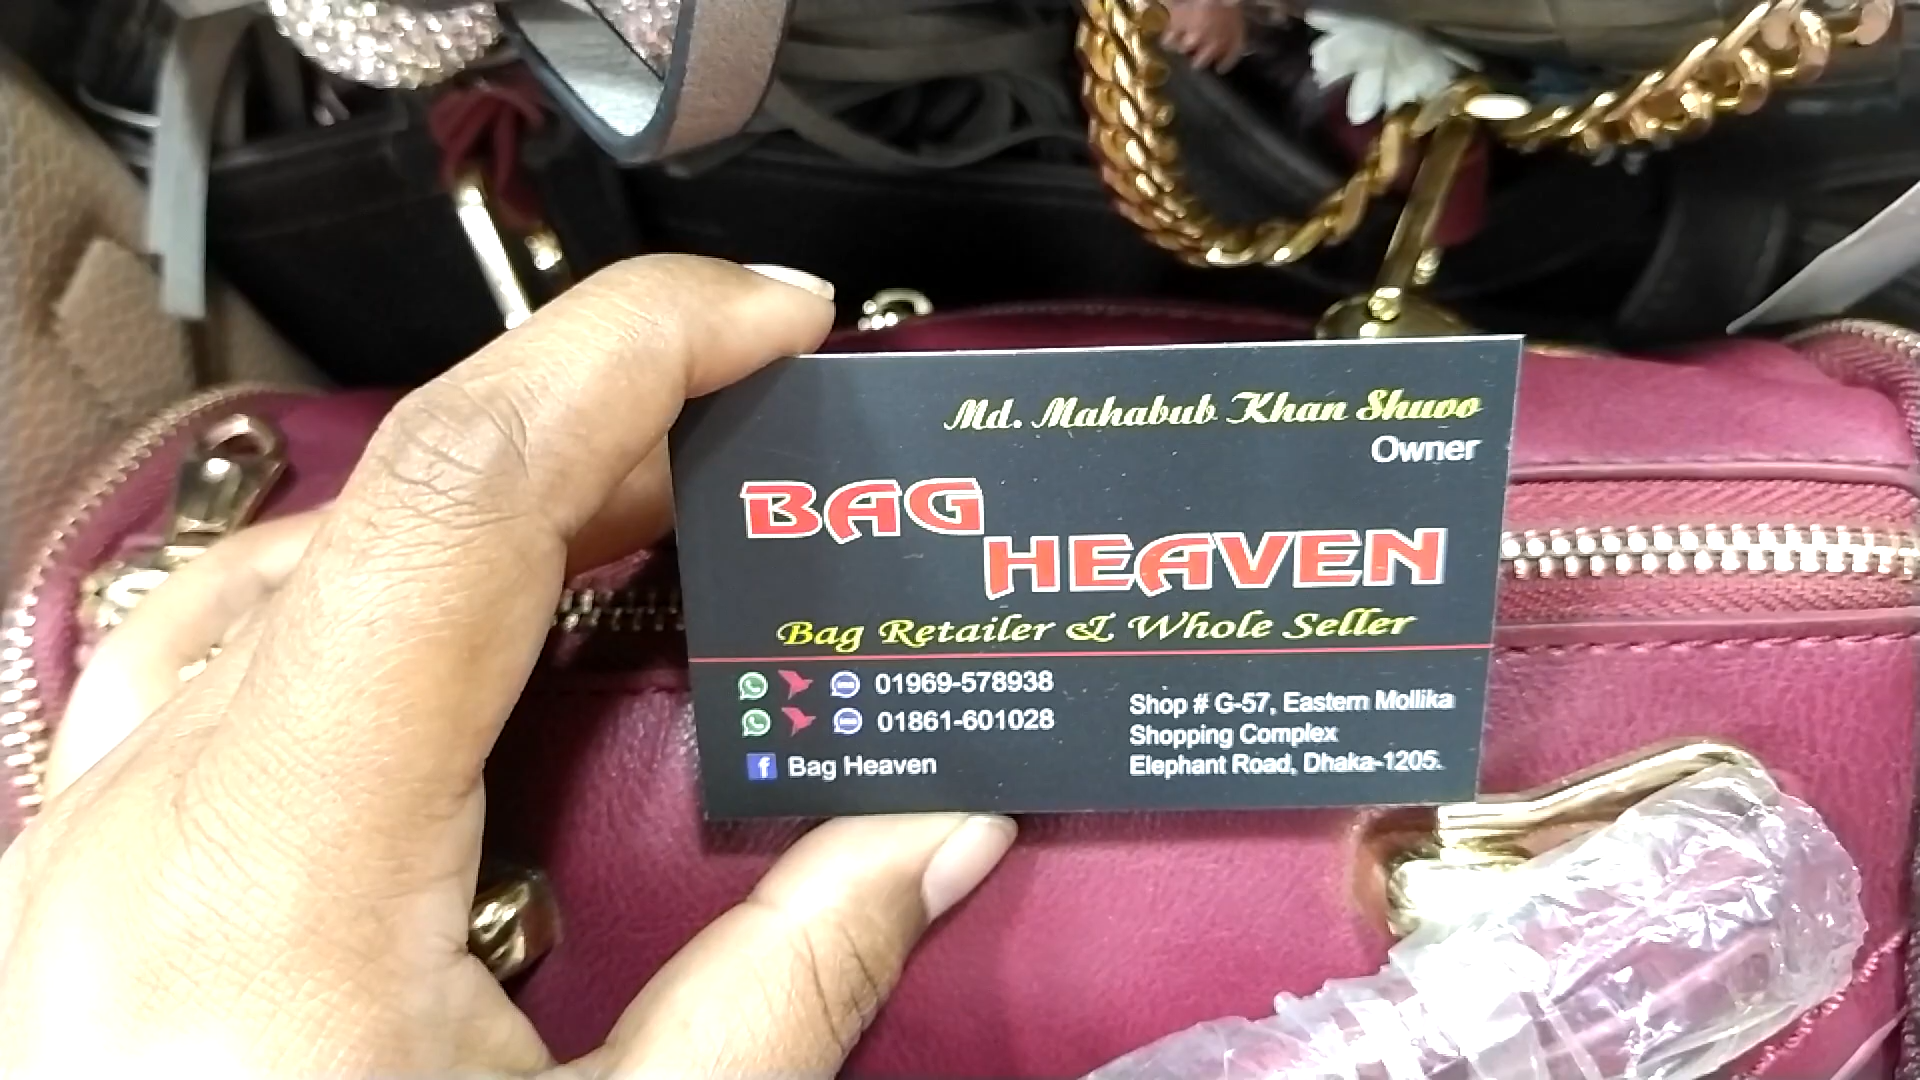 Md. Mahabub Khan Shuvo
Owner
BAG
HEAVEN
Bag Retailer & Whole Seller
01969-578938
01861-601028
Bag Heaven
Shop # G-57, Eastern Mollika
Shopping Complex
Elephant Road, Dhaka-1205.